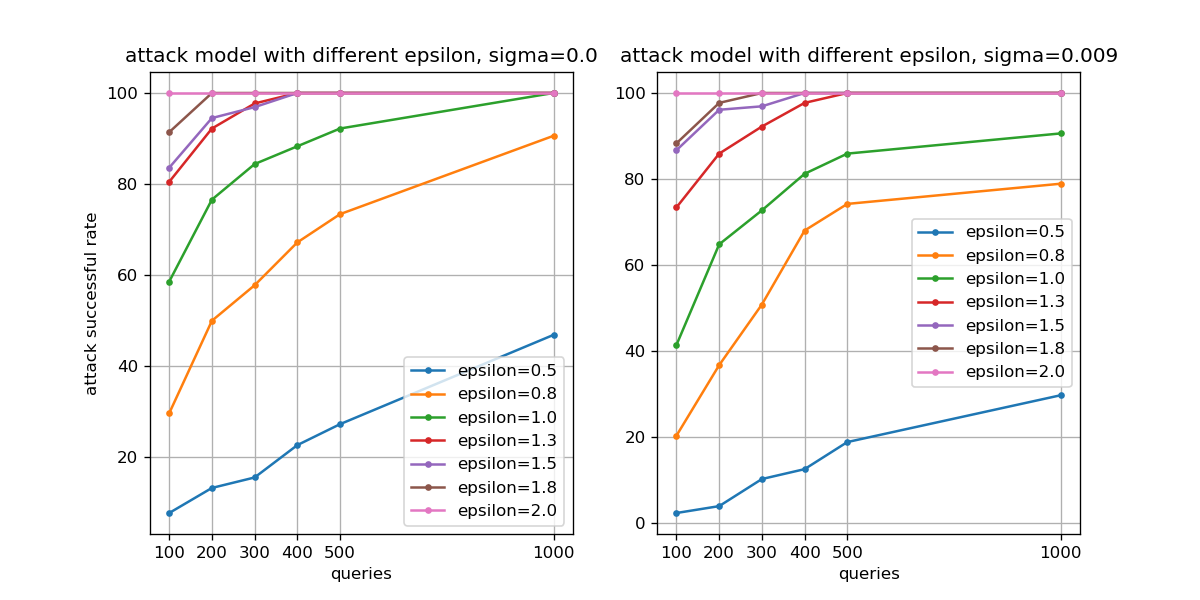 attack model with different epsilon, sigma=0.0
attack successful rate
100
80
60
40
20
100 200 300 400 500 1000
queries
epsilon=0.5
epsilon=0.8
epsilon=1.0
epsilon=1.3
epsilon=1.5
epsilon=1.8
epsilon=2.0
attack model with different epsilon, sigma=0.009
100
80
60
40
20
0
100 200 300 400 500 1000
queries
epsilon=0.5
epsilon=0.8
epsilon=1.0
epsilon=1.3
epsilon=1.5
epsilon=1.8
epsilon=2.0